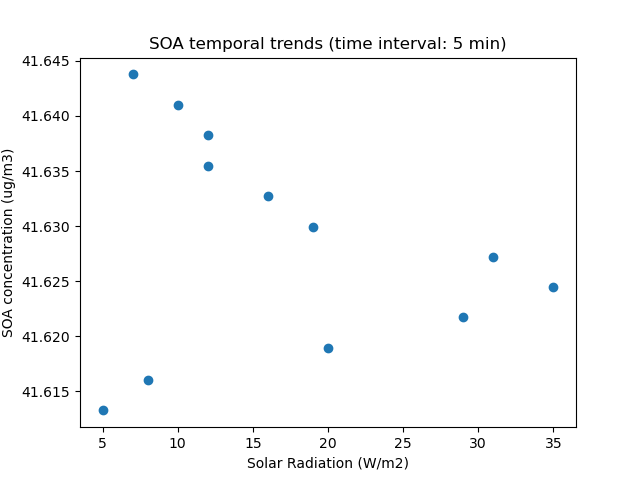 SOA temporal trends (time interval: 5 min)
41.645
41.640
41.635
41.630
41.625
41.620
41.615
SOA concentration (ug/m3)
5 10 15 20 25 30 35
Solar Radiation (W/m2)